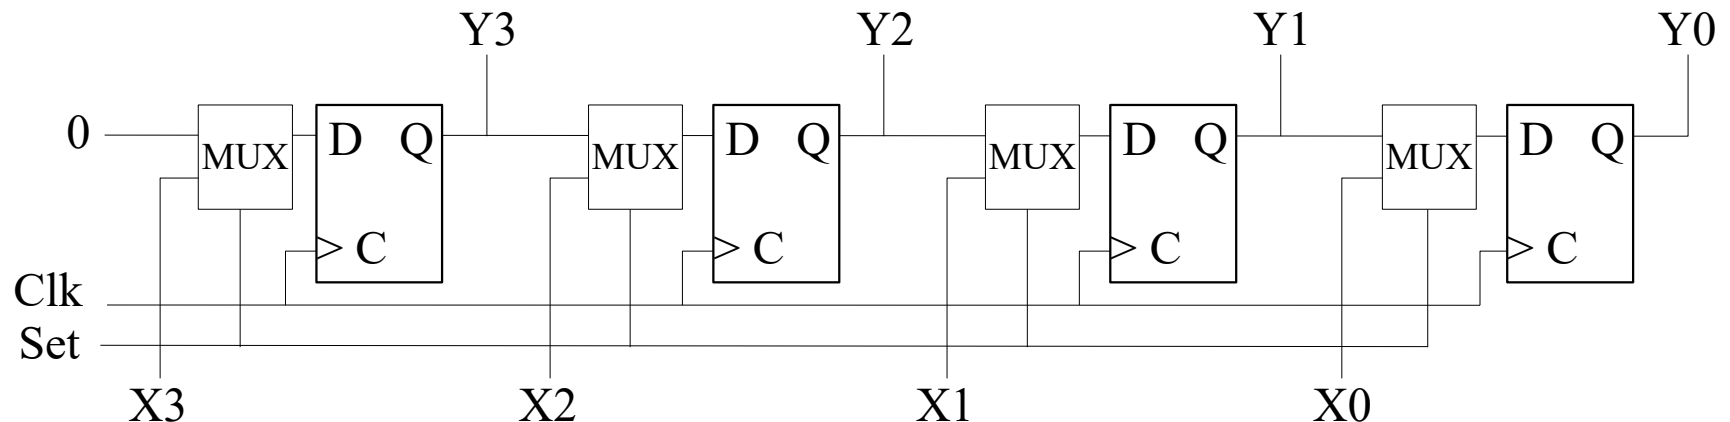 Y3 Y2 Y1 Y0
0 MUX D Q MUX D Q MUX D Q MUX D Q
C C C C
Clk
Set
X3 X2 X1 X0